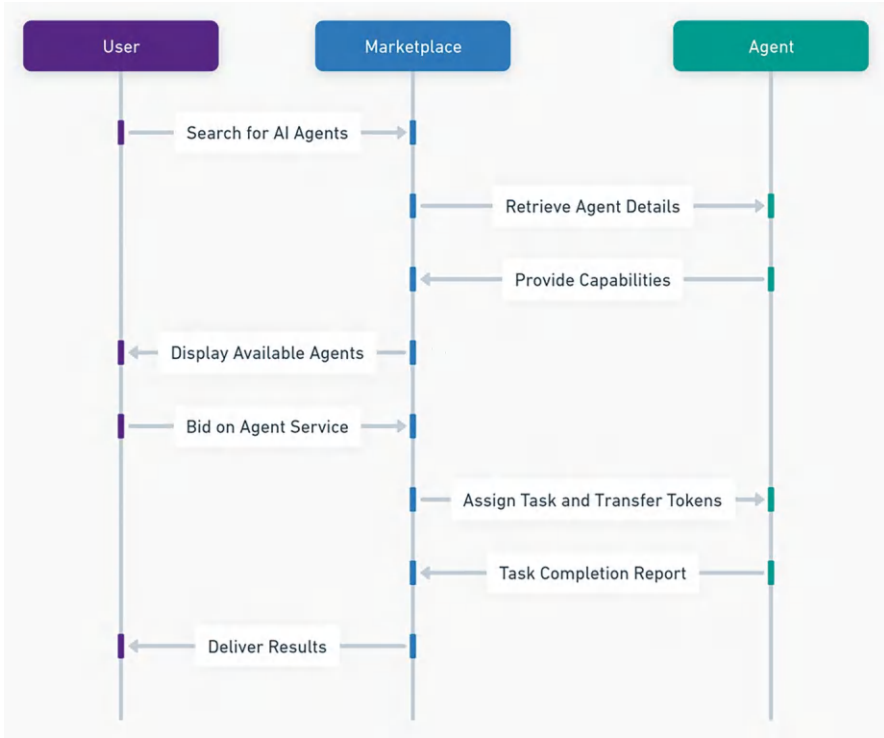 User
Marketplace
Agent
Search for AI Agents
Retrieve Agent Details
Provide Capabilities
Display Available Agents
Bid on Agent Service
Assign Task and Transfer Tokens
Task Completion Report
Deliver Results